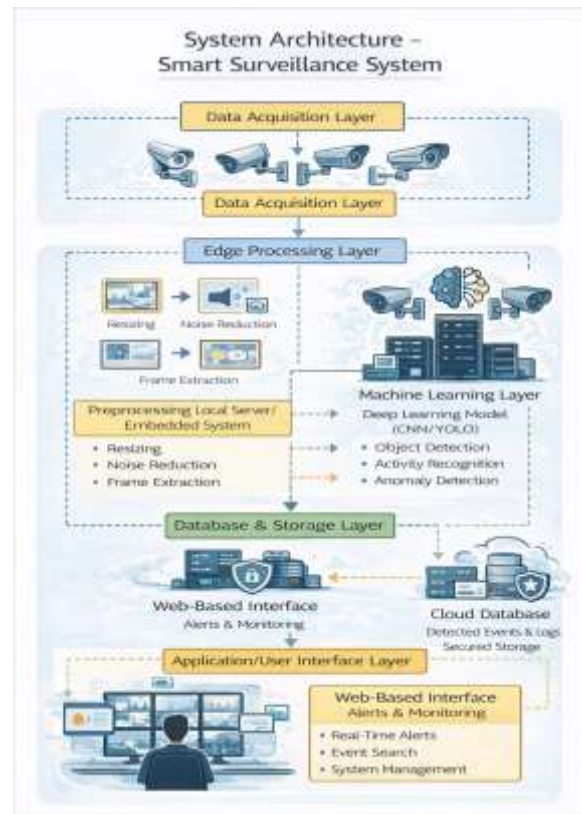 System Architecture –
Smart Surveillance System
Data Acquisition Layer
Data Acquisition Layer
Edge Processing Layer
Resizing
Noise Reduction
Frame Extraction
Machine Learning Layer
Deep Learning Model
(CNN/YOLO)
• Object Detection
• Activity Recognition
• Anomaly Detection
Preprocessing Local Server/
Embedded System
• Resizing
• Noise Reduction
• Frame Extraction
Database & Storage Layer
Web-Based Interface
Alerts & Monitoring
Cloud Database
Detected Events & Logs
Secured Storage
Application/User Interface Layer
Web-Based Interface
Alerts & Monitoring
• Real-Time Alerts
• Event Search
• System Management